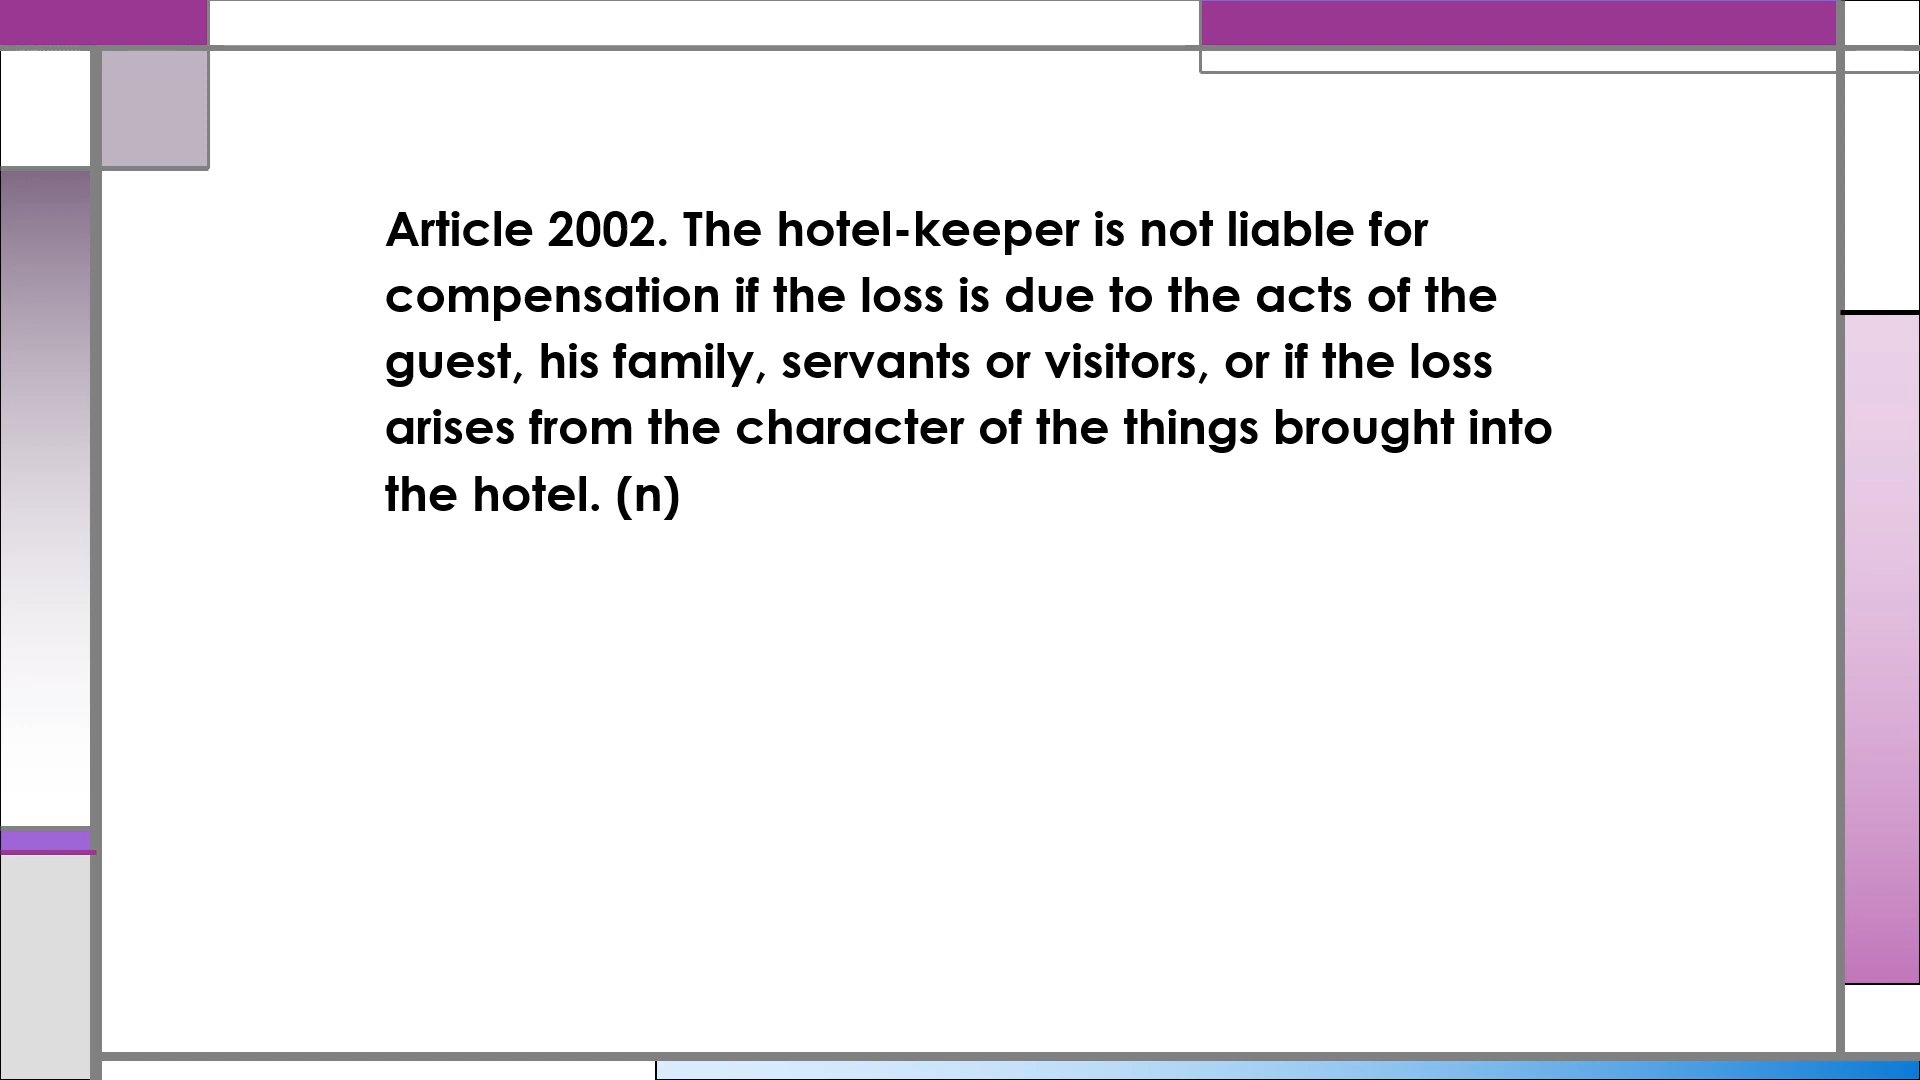 Article 2002. The hotel-keeper is not liable for
compensation if the loss is due to the acts of the
guest, his family, servants or visitors, or if the loss
arises from the character of the things brought into
the hotel. (n)